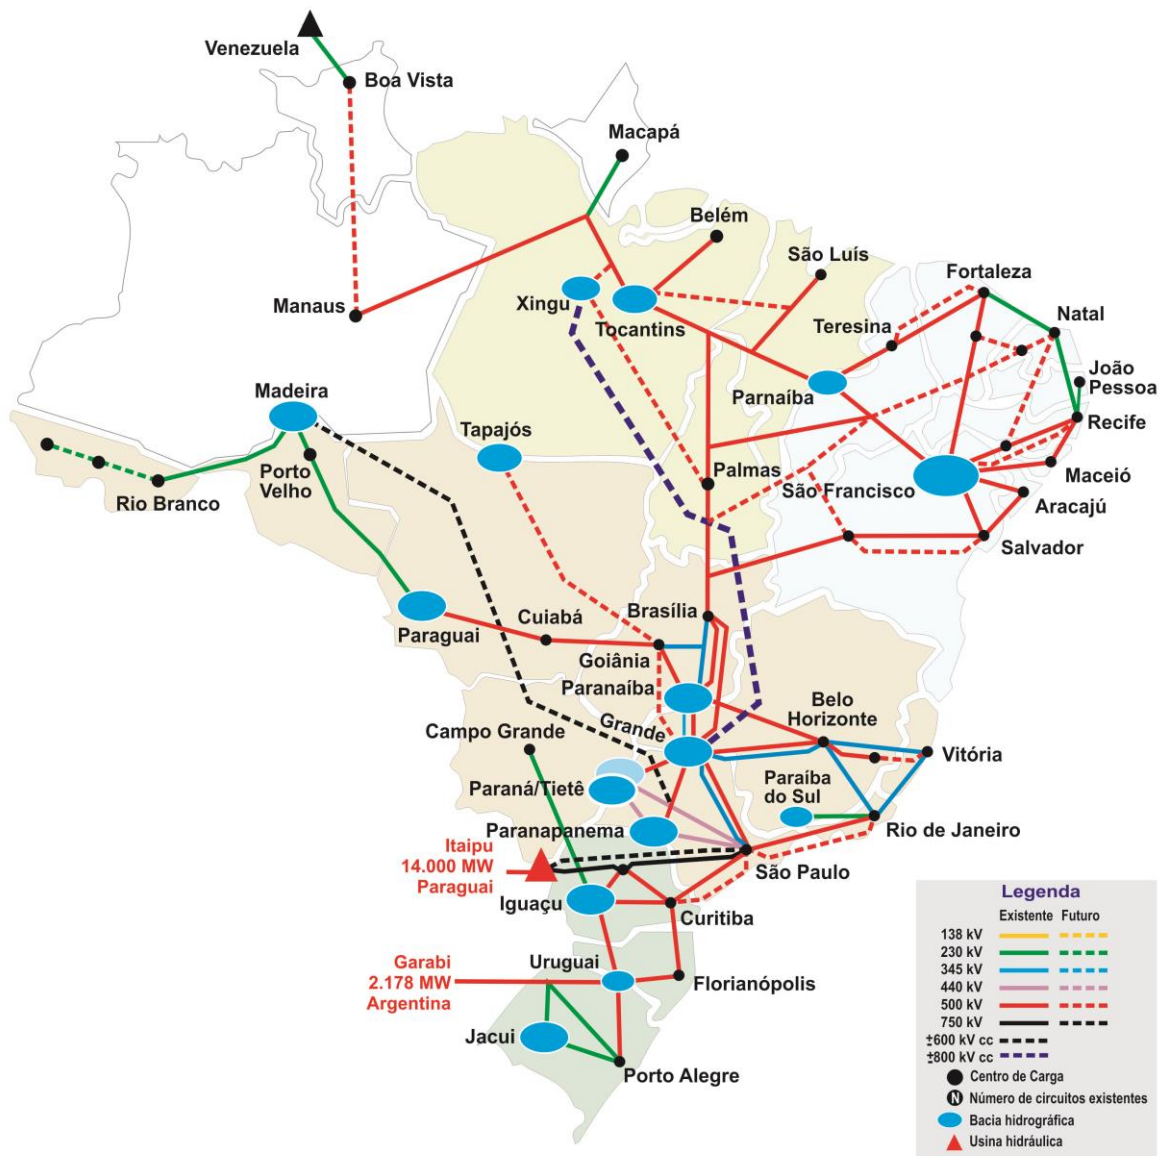 Venezuela
Boa Vista
Macapá
Belém
São Luís
Fortaleza
Xingu
Manaus
Tocantins
Teresina
Natal
João
Pessoa
Madeira
Parnaíba
Recife
Tapajós
Porto
Velho
Palmas
São Francisco
Maceió
Rio Branco
Aracajú
Salvador
Cuiabá
Brasília
Paraguai
Goiânia
Paranaíba
Belo
Horizonte
Grande
Campo Grande
Vitória
Paraíba
do Sul
Paraná/Tietê
Paranapanema
Rio de Janeiro
Itaipu
14.000 MW
Paraguai
São Paulo
Iguaçu
Curitiba
Garabi
2.178 MW
Argentina
Uruguai
Florianópolis
Jacui
Porto Alegre
Legenda
Existente Futuro
138 kV
230 kV
345 kV
440 kV
500 kV
750 kV
±600 kV cc
±800 kV cc
Centro de Carga
N Número de circuitos existentes
Bacia hidrográfica
Usina hidráulica